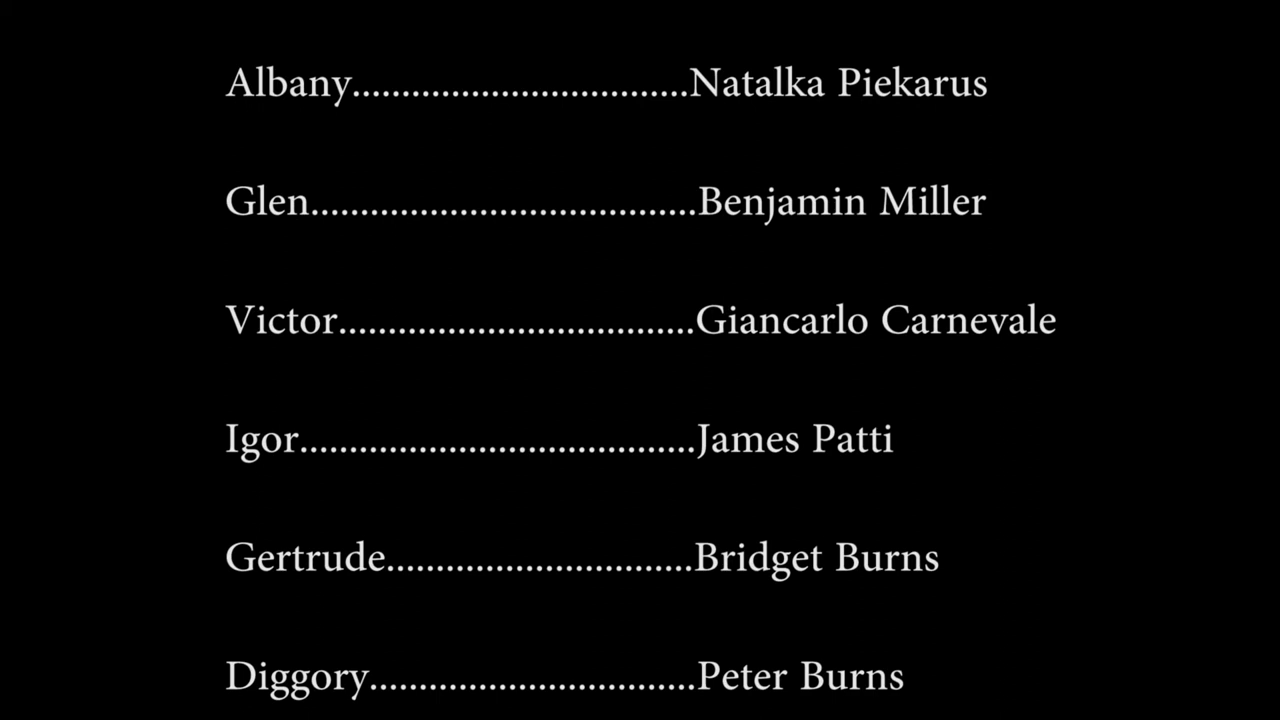 Albany..................................Natalka Piekarus
Glen.......................................Benjamin Miller
Victor....................................Giancarlo Carnevale
Igor........................................James Patti
Gertrude...............................Bridget Burns
Diggory.................................Peter Burns